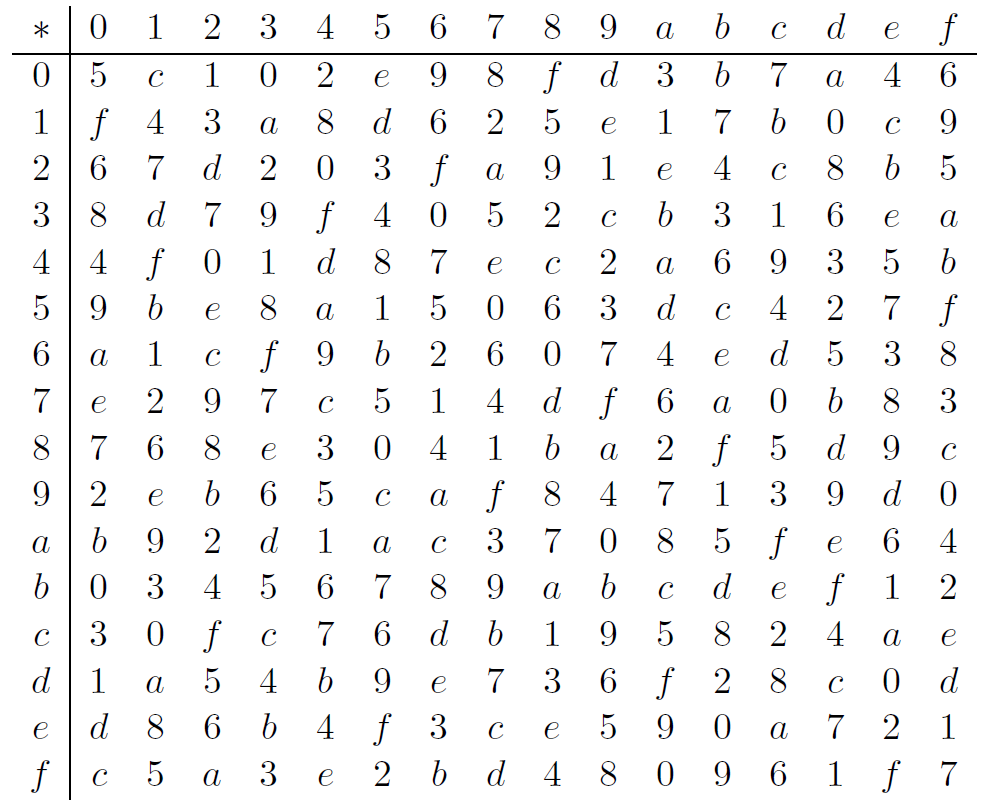 * 0 1 2 3 4 5 6 7 8 9 a b c d e f
0 5 c 1 0 2 e 9 8 f d 3 b 7 a 4 6
1 f 4 3 a 8 d 6 2 5 e 1 7 b 0 c 9
2 6 7 d 2 0 3 f a 9 1 e 4 c 8 b 5
3 8 d 7 9 f 4 0 5 2 c b 3 1 6 e a
4 4 f 0 1 d 8 7 e c 2 a 6 9 3 5 b
5 9 b e 8 a 1 5 0 6 3 d c 4 2 7 f
6 a 1 c f 9 b 2 6 0 7 4 e d 5 3 8
7 e 2 9 7 c 5 1 4 d f 6 a 0 b 8 3
8 7 6 8 e 3 0 4 1 b a 2 f 5 d 9 c
9 2 e b 6 5 c a f 8 4 7 1 3 9 d 0
a b 9 2 d 1 a c 3 7 0 8 5 f e 6 4
b 0 3 4 5 6 7 8 9 a b c d e f 1 2
c 3 0 f c 7 6 d b 1 9 5 8 2 4 a e
d 1 a 5 4 b 9 e 7 3 6 f 2 8 c 0 d
e d 8 6 b 4 f 3 c e 5 9 0 a 7 2 1
f c 5 a 3 e 2 b d 4 8 0 9 6 1 f 7